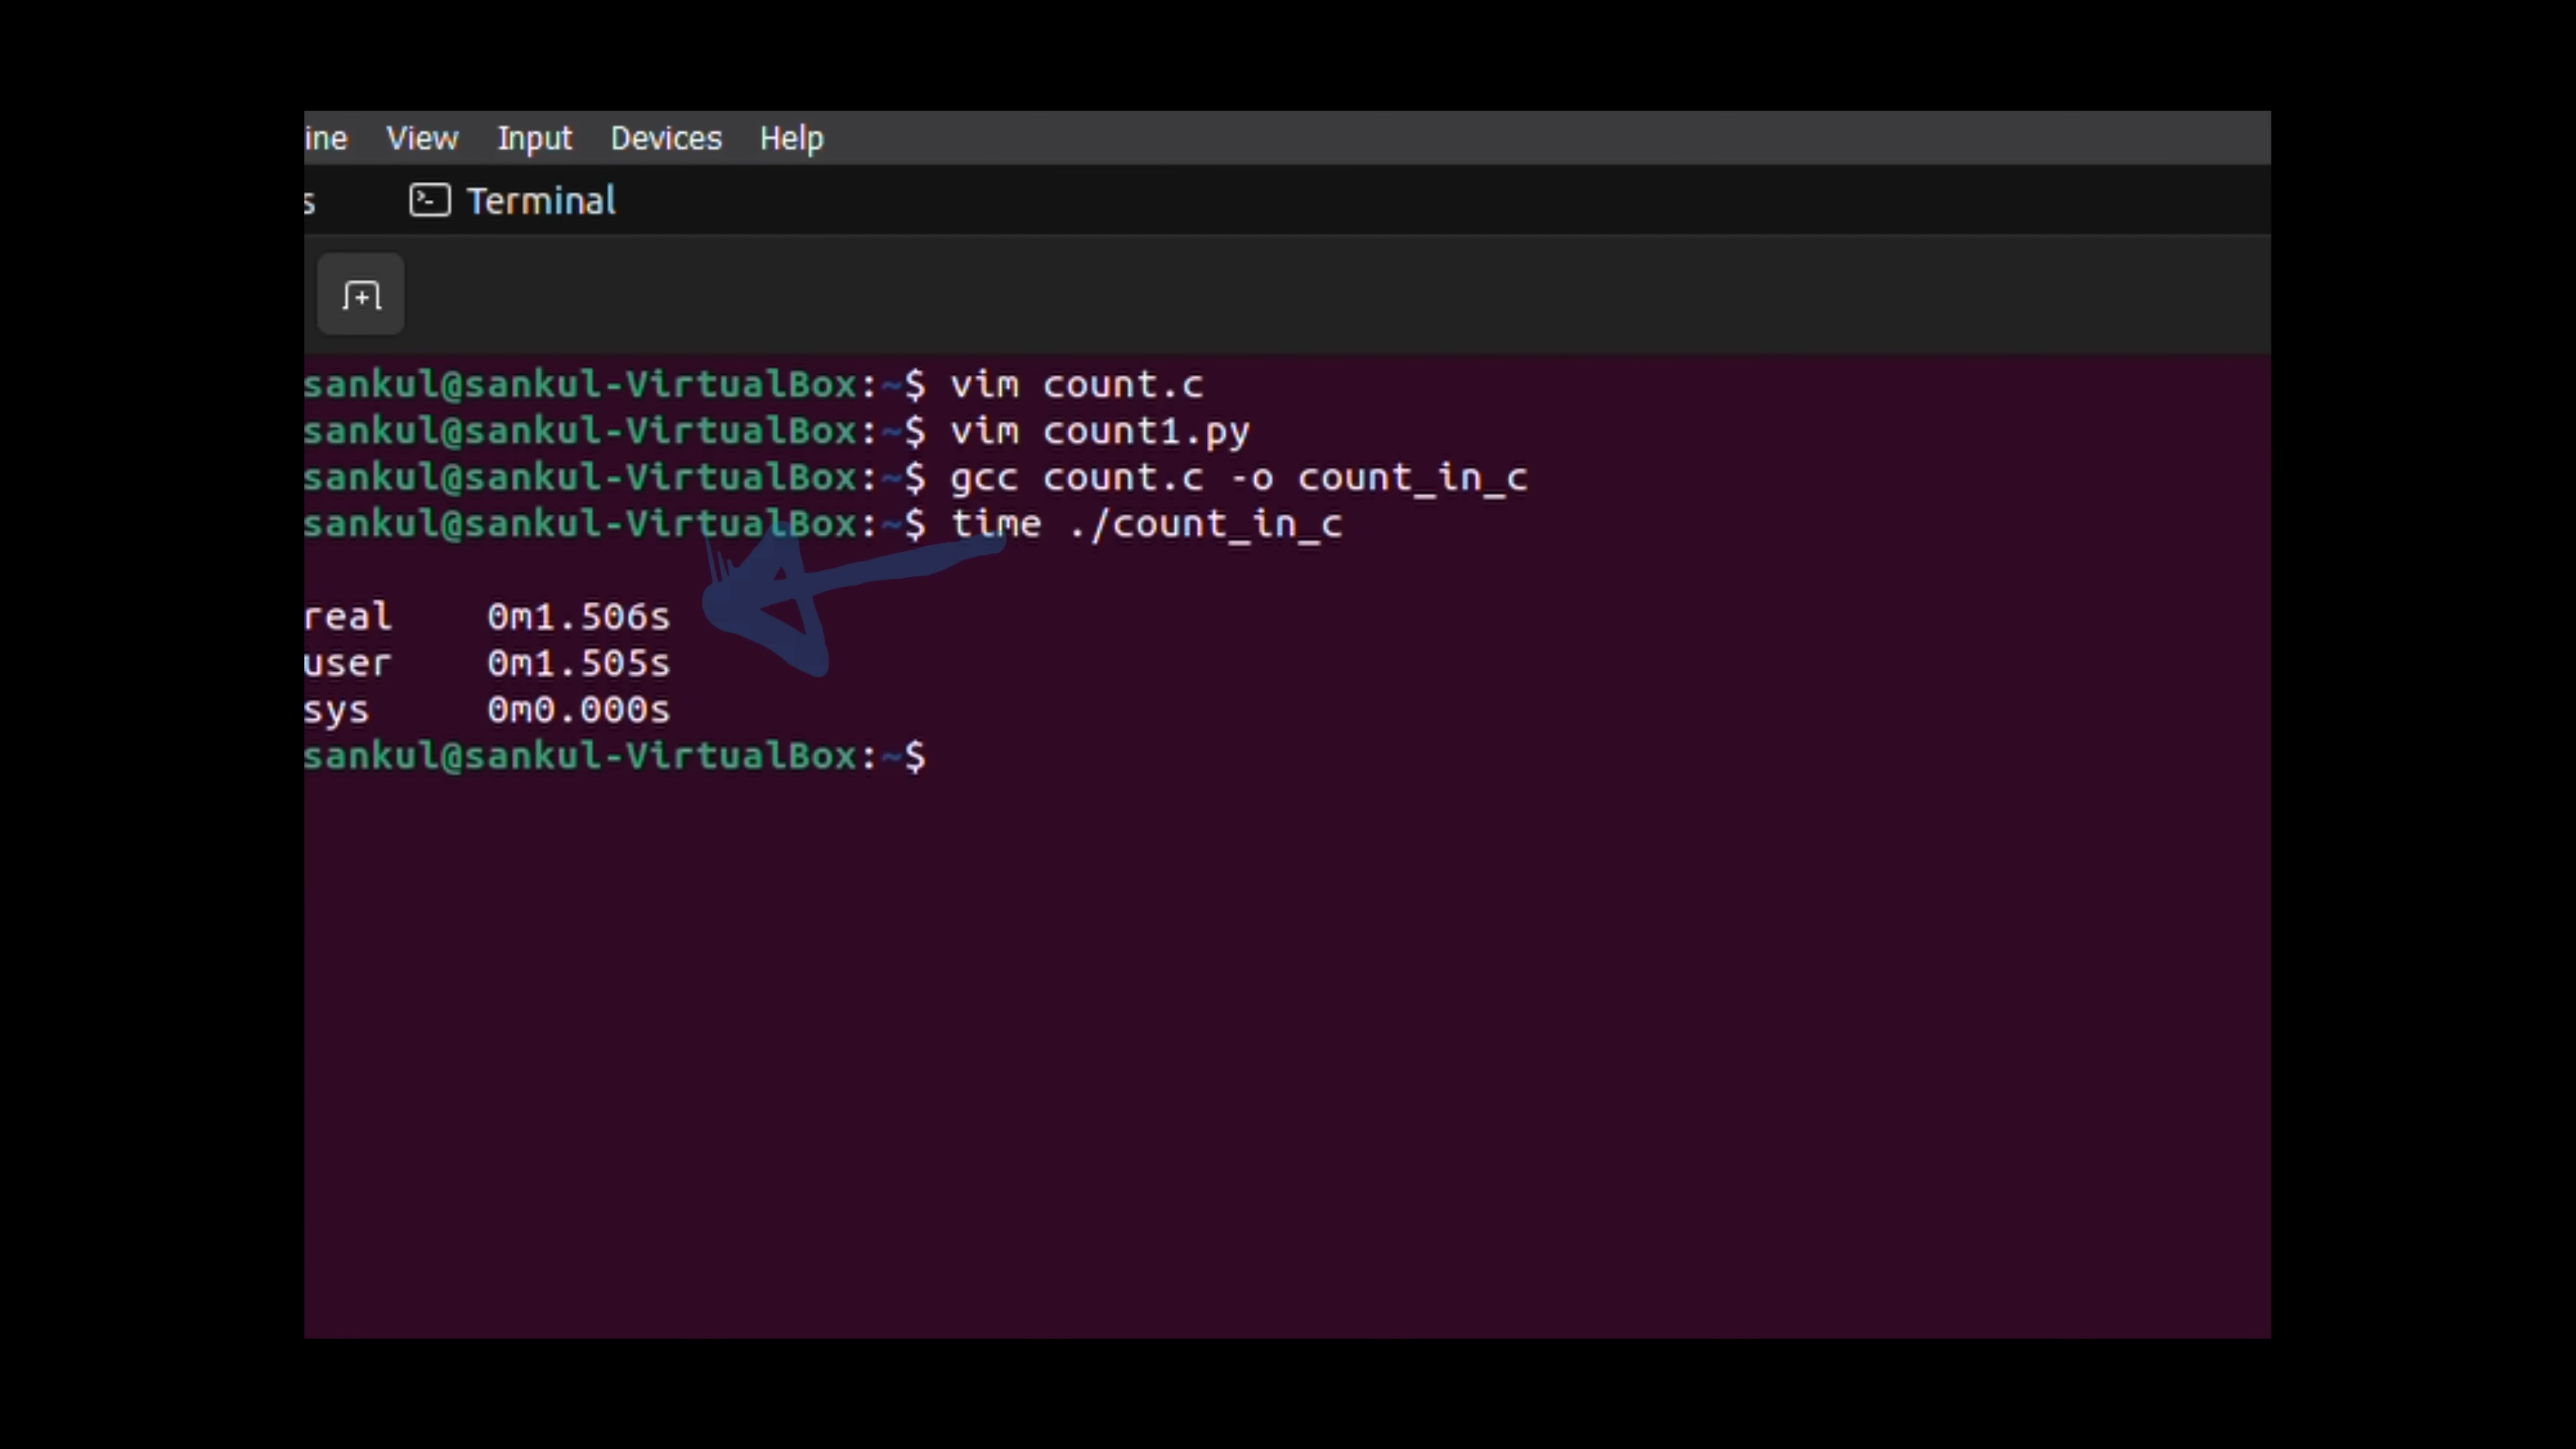 ine View Input Devices Help
s Terminal
sankul@sankul-VirtualBox:~$ vim count.c
sankul@sankul-VirtualBox:~$ vim count1.py
sankul@sankul-VirtualBox:~$ gcc count.c -o count_in_c
sankul@sankul-VirtualBox:~$ time ./count_in_c
real 0m1.506s
user 0m1.505s
sys 0m0.000s
sankul@sankul-VirtualBox:~$